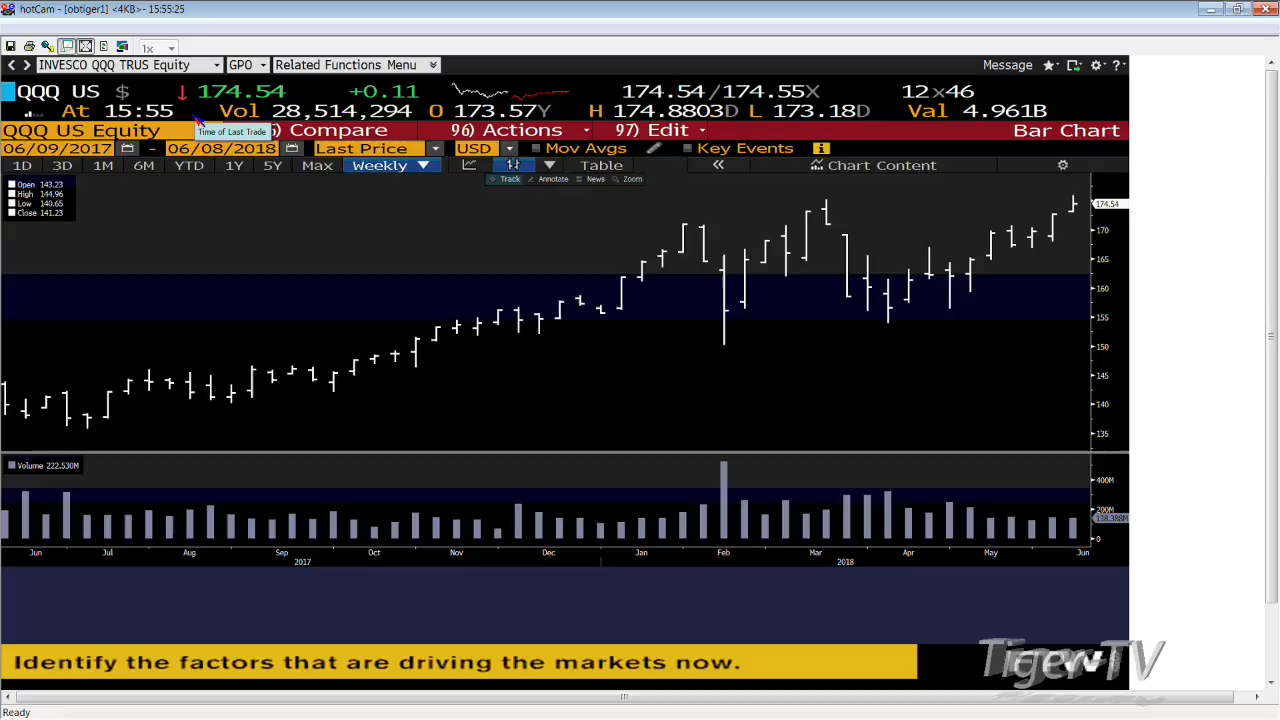 hotCam - [obtiger1] <4KB> - 15:55:25
1x
INVESCO QQQ TRUS Equity GPO Related Functions Menu Message
QQQ US $ 174.54 +0.11 174.54/174.55X 12×46
At 15:55 Vol 28,514,294 O 173.57Y H 174.8803D L 173.18D Val 4.961B
QQQ US Equity Compare 96) Actions 97) Edit Bar Chart
Time of Last Trade
06/09/2017 - 06/08/2018 Last Price USD Mov Avgs Key Events
1D 3D 1M 6M YTD 1Y 5Y Max Weekly Table Chart Content
Track Annotate News Zoom
Open 143.23
High 144.96
Low 140.65
Close 141.23
174.54
170
165
160
155
150
145
140
135
Volume 222.530M
400M
200M
138.388M
0
Jun Jul Aug Sep Oct Nov Dec Jan Feb Mar Apr May Jun
2017 2018
Identify the factors that are driving the markets now.
Tiger-TV
Ready